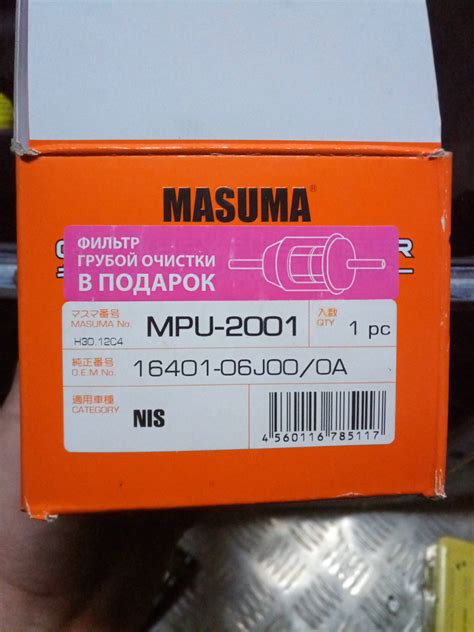 MASUMA®
ФИЛЬТР
ГРУБОЙ ОЧИСТКИ
В ПОДАРОК
マスマ番号
MASUMA No.
MPU-2001
入数
QTY
1 pc
H30.12C4
純正番号
O.E.M No.
16401-06J00/0A
適用車種
CATEGORY
NIS
4 560116 785117